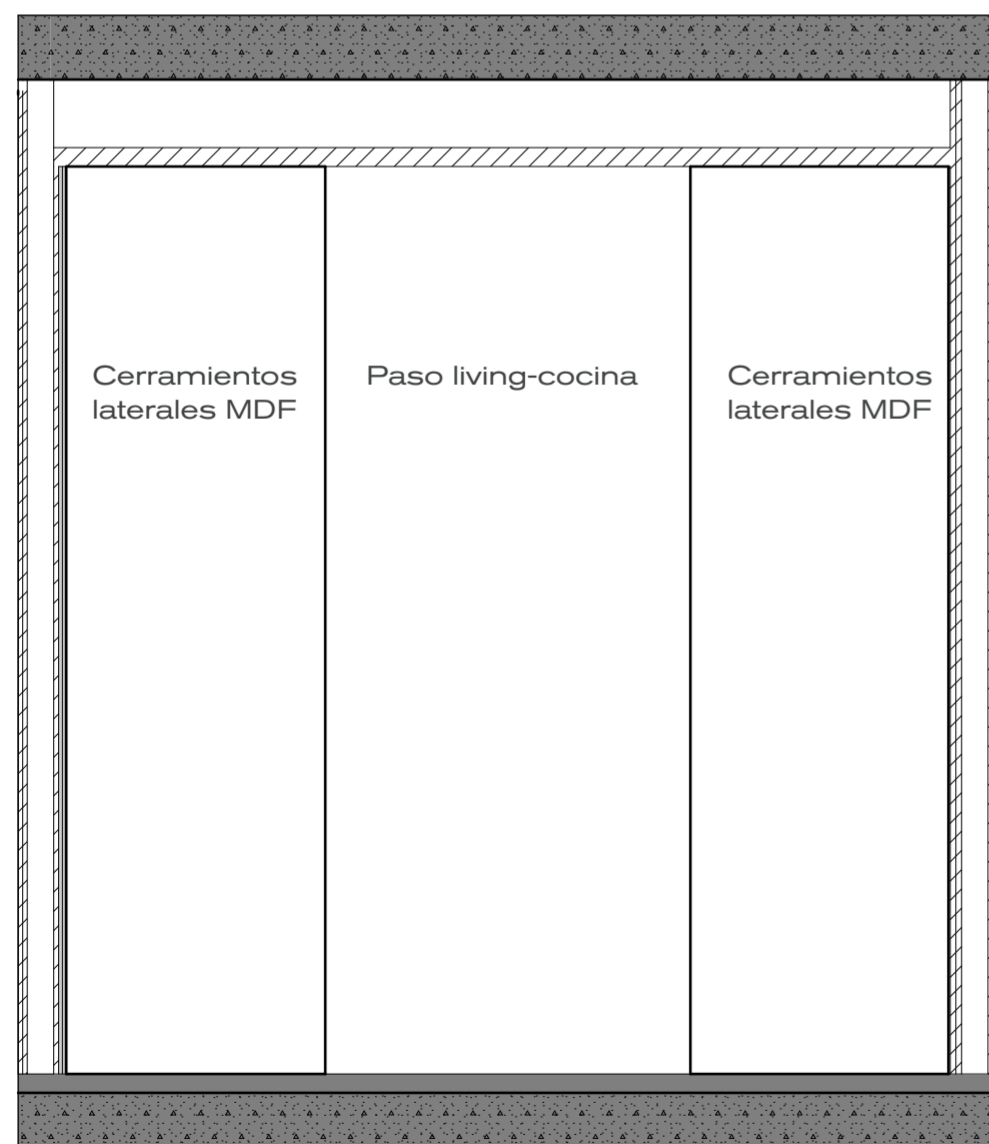 Cerramientos
laterales MDF
Paso living-cocina
Cerramientos
laterales MDF